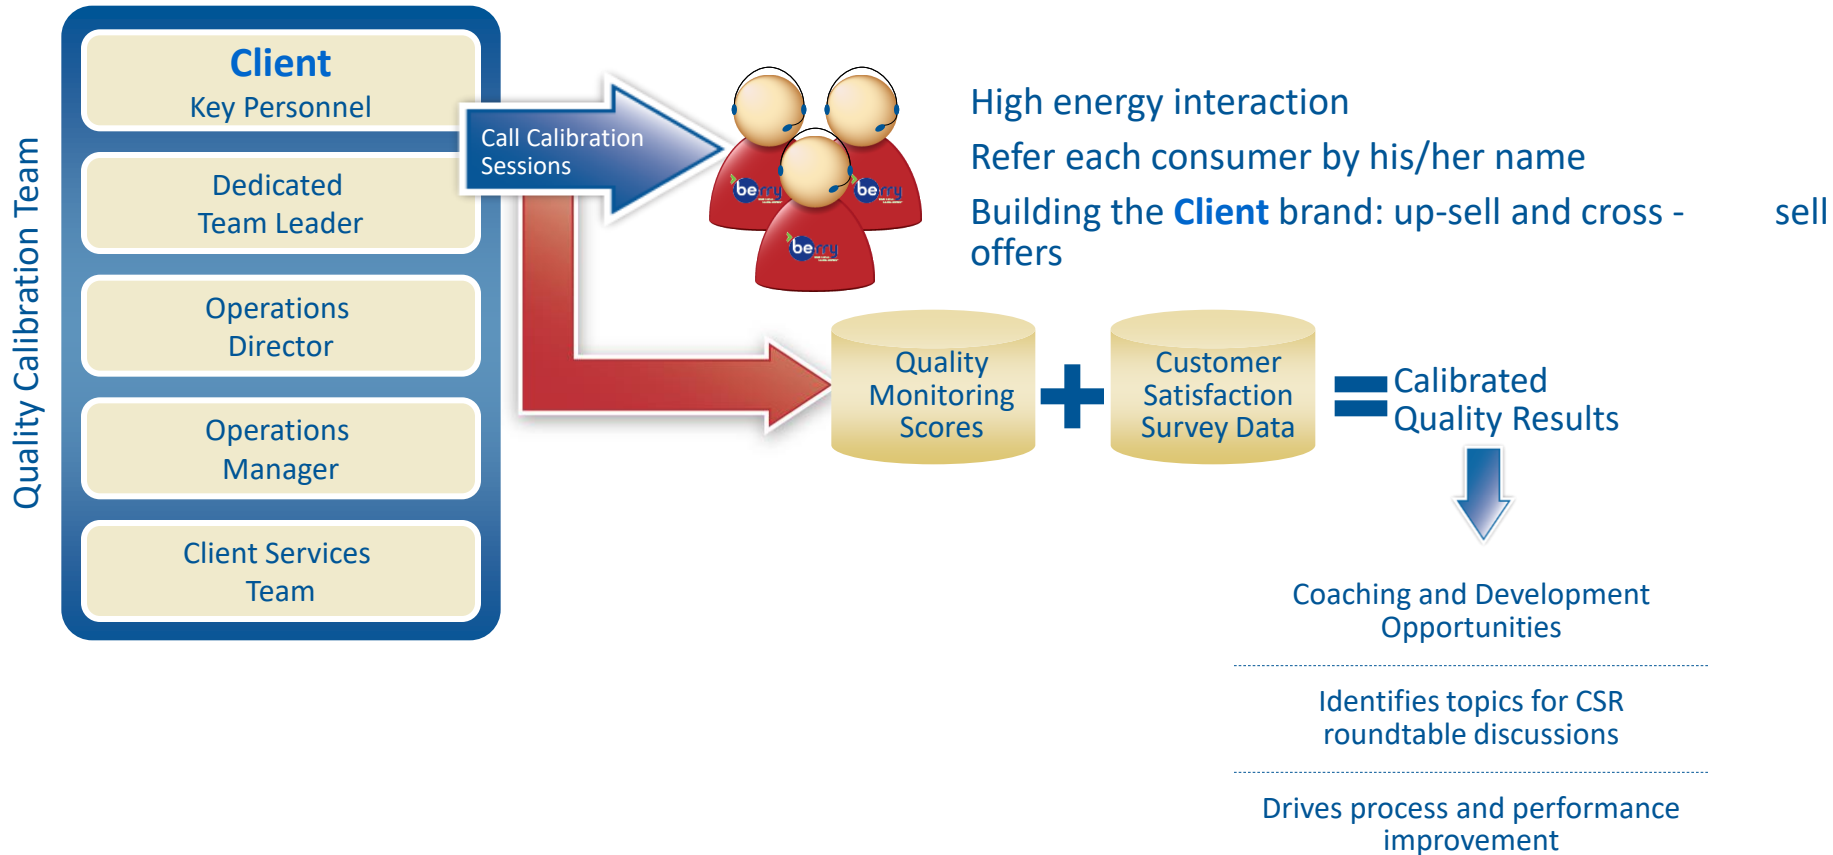 Quality Calibration Team
Client
Key Personnel
Dedicated
Team Leader
Operations
Director
Operations
Manager
Client Services
Team
Call Calibration
Sessions
berry
berry
berry
High energy interaction
Refer each consumer by his/her name
Building the Client brand: up-sell and cross - sell
offers
Quality
Monitoring
Scores
+
Customer
Satisfaction
Survey Data
=
Calibrated
Quality Results
Coaching and Development
Opportunities
Identifies topics for CSR
roundtable discussions
Drives process and performance
improvement